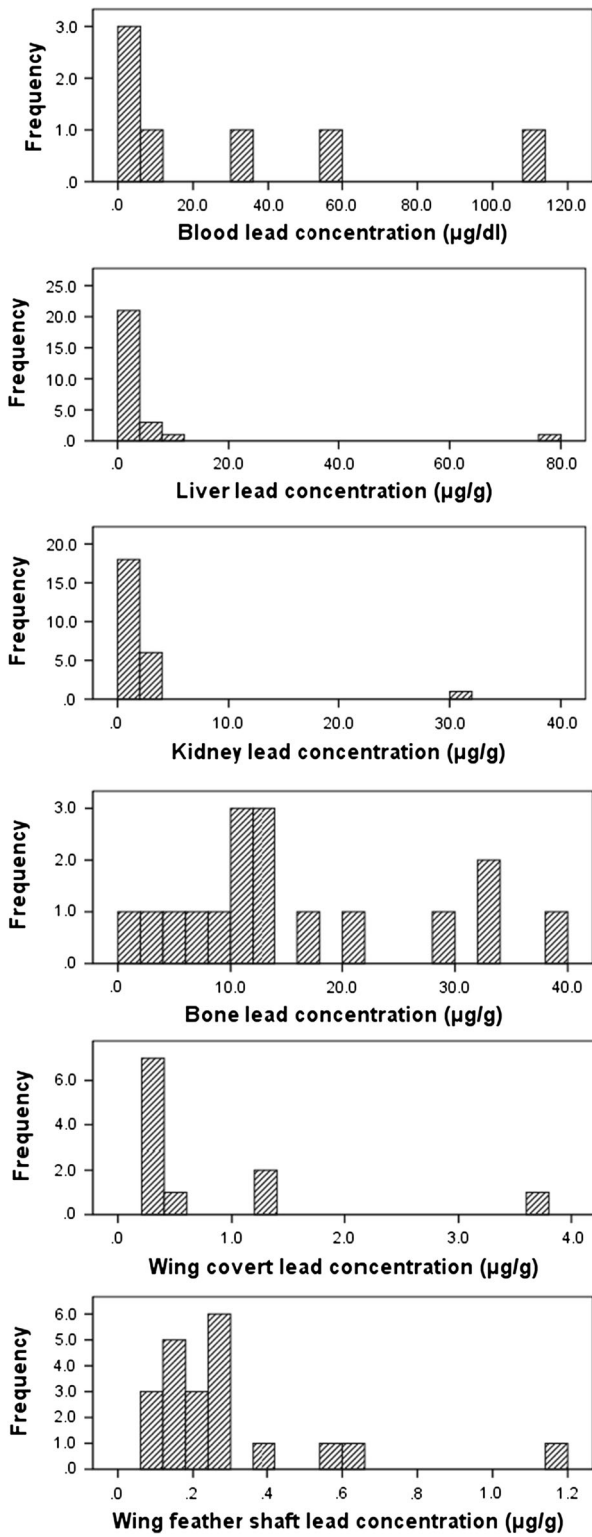 Frequency
3.0
2.0
1.0
.0
.0 20.0 40.0 60.0 80.0 100.0 120.0
Blood lead concentration (µg/dl)
Frequency
25.0
20.0
15.0
10.0
5.0
.0
.0 20.0 40.0 60.0 80.0
Liver lead concentration (µg/g)
Frequency
20.0
15.0
10.0
5.0
.0
.0 10.0 20.0 30.0 40.0
Kidney lead concentration (µg/g)
Frequency
3.0
2.0
1.0
.0
.0 10.0 20.0 30.0 40.0
Bone lead concentration (µg/g)
Frequency
6.0
4.0
2.0
.0
.0 1.0 2.0 3.0 4.0
Wing covert lead concentration (µg/g)
Frequency
6.0
5.0
4.0
3.0
2.0
1.0
.0
.0 .2 .4 .6 .8 1.0 1.2
Wing feather shaft lead concentration (µg/g)